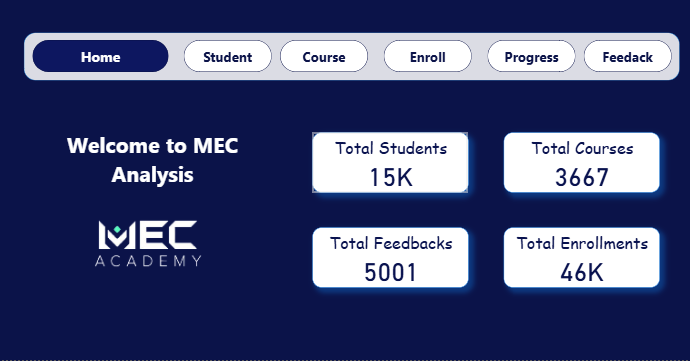 Home Student Course Enroll Progress Feedack
Welcome to MEC
Analysis
MEC
ACADEMY
Total Students
15K
Total Courses
3667
Total Feedbacks
5001
Total Enrollments
46K